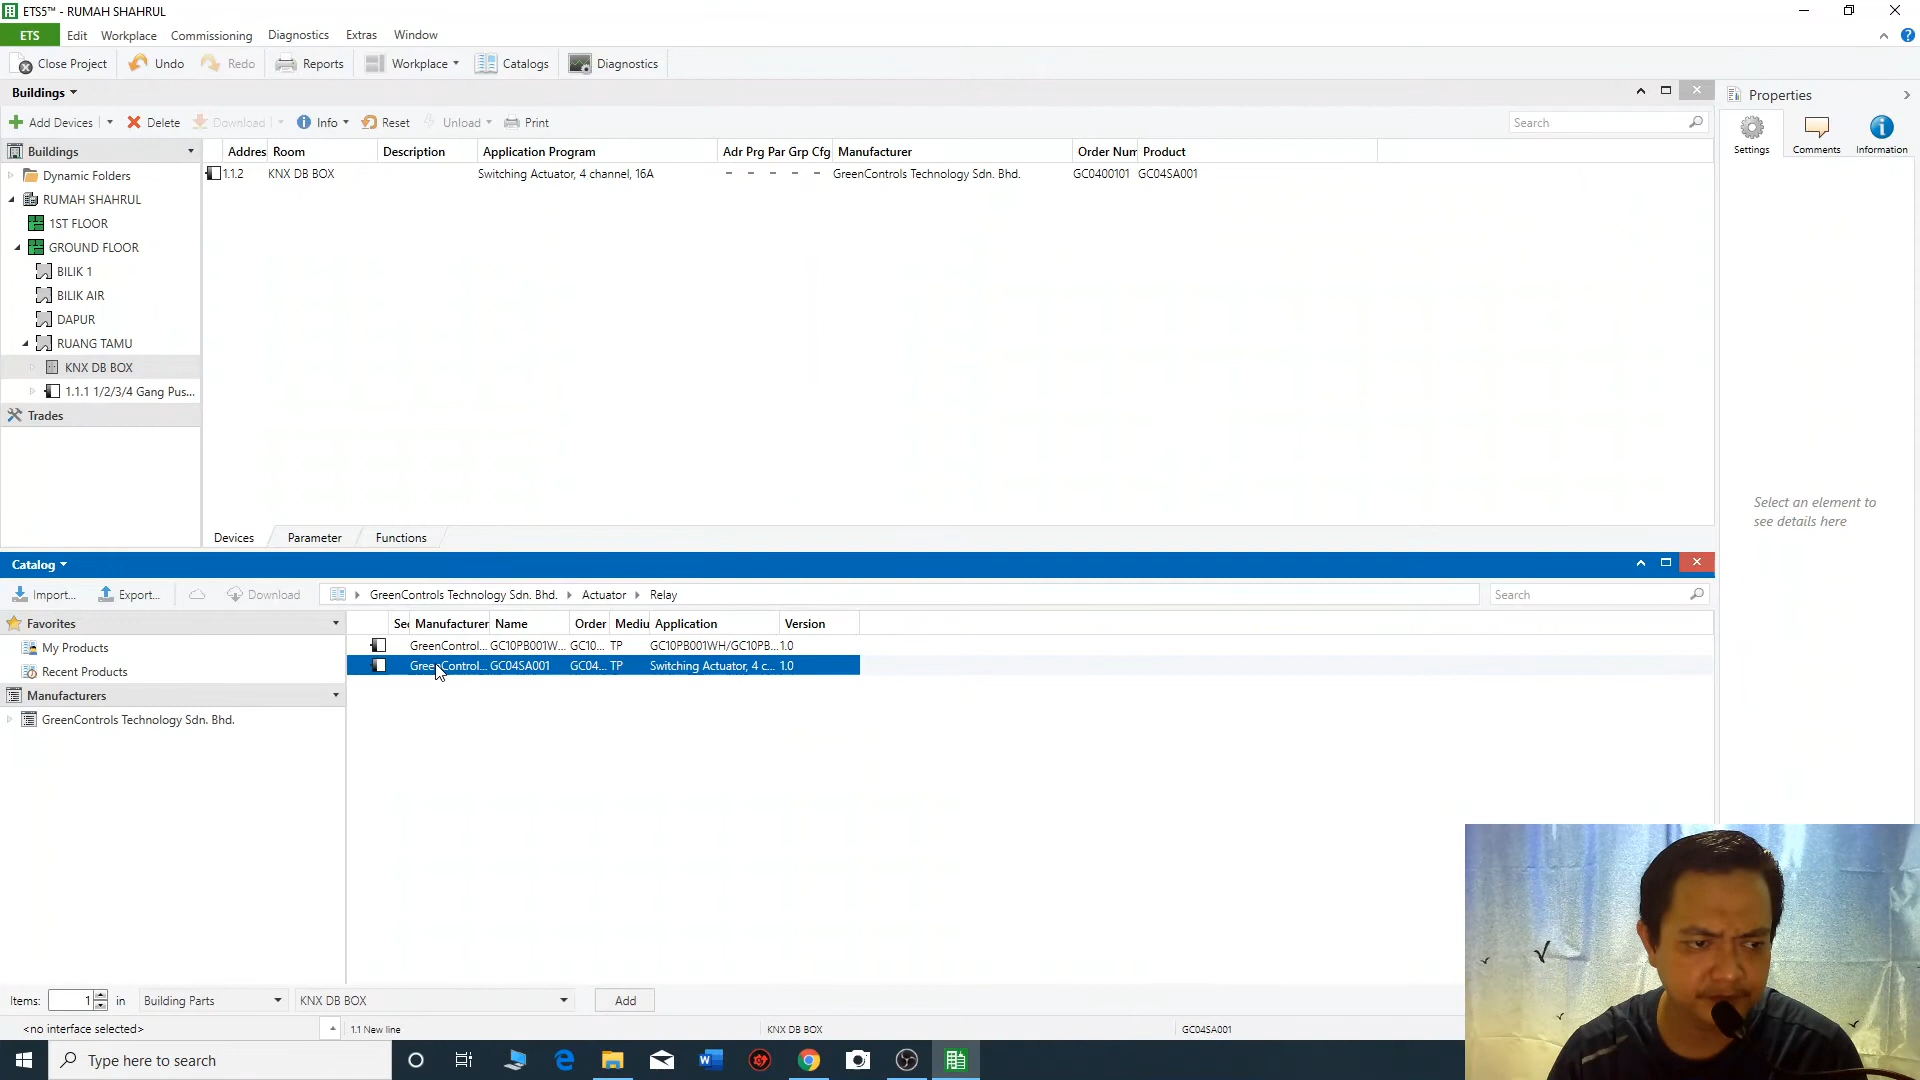 ETS5™ - RUMAH SHAHRUL
ETS Edit Workplace Commissioning Diagnostics Extras Window
Close Project Undo Redo Reports Workplace Catalogs Diagnostics
Buildings
Properties
Add Devices Delete Download Info Reset Unload Print Search
Settings Comments Information
Buildings
Addres Room Description Application Program Adr Prg Par Grp Cfg Manufacturer Order Num Product
Dynamic Folders
1.1.2 KNX DB BOX Switching Actuator, 4 channel, 16A - - - - - GreenControls Technology Sdn. Bhd. GC0400101 GC04SA001
RUMAH SHAHRUL
1ST FLOOR
GROUND FLOOR
BILIK 1
BILIK AIR
DAPUR
RUANG TAMU
KNX DB BOX
1.1.1 1/2/3/4 Gang Pus...
Trades
Select an element to
see details here
Devices Parameter Functions
Catalog
Import... Export... Download GreenControls Technology Sdn. Bhd. Actuator Relay Search
Favorites
Sec Manufacturer Name Order Mediu Application Version
My Products
GreenControl... GC10PB001W... GC10... TP GC10PB001WH/GC10PB... 1.0
Recent Products
GreenControl... GC04SA001 GC04... TP Switching Actuator, 4 c... 1.0
Manufacturers
GreenControls Technology Sdn. Bhd.
Items: 1 in Building Parts KNX DB BOX Add
<no interface selected> 1.1 New line KNX DB BOX GC04SA001
Type here to search